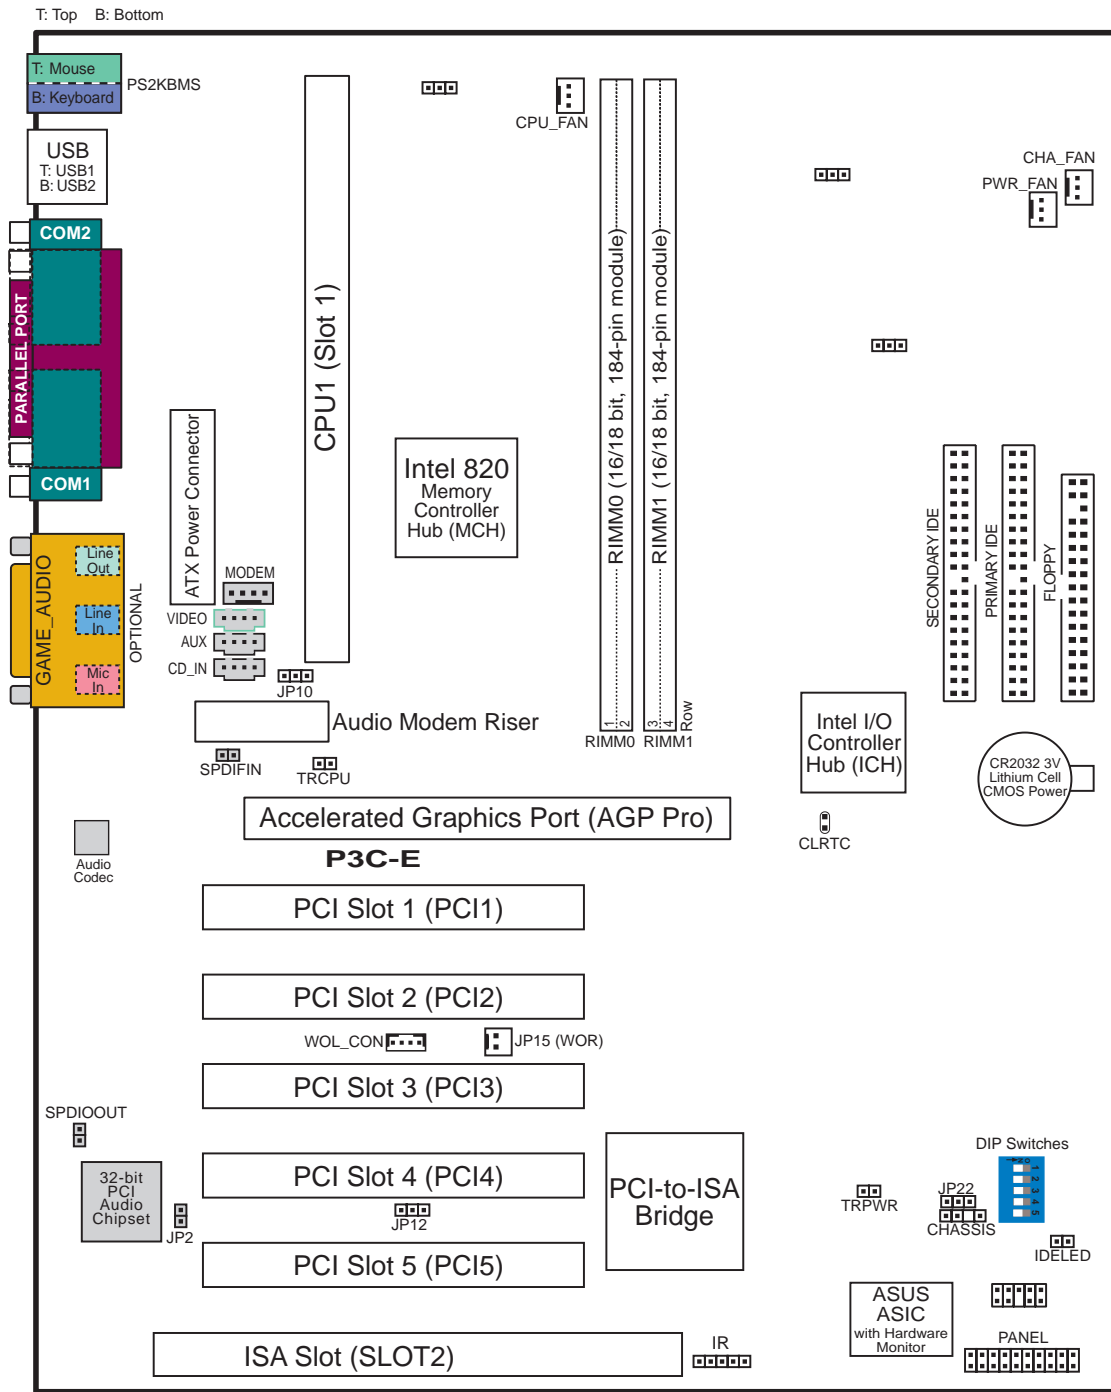 T: Top B: Bottom
T: Mouse
B: Keyboard
PS2KBMS
USB
T: USB1
B: USB2
COM2
PARALLEL PORT
COM1
GAME_AUDIO
Line
Out
Line
In
Mic
In
OPTIONAL
CPU_FAN
CHA_FAN
PWR_FAN
CPU1 (Slot 1)
RIMM0 (16/18 bit, 184-pin module)
RIMM1 (16/18 bit, 184-pin module)
ATX Power Connector
Intel 820
Memory
Controller
Hub (MCH)
SECONDARY IDE
PRIMARY IDE
FLOPPY
MODEM
VIDEO
AUX
CD_IN
JP10
Audio Modem Riser
1
2
3
4
Row
RIMM0 RIMM1
SPDIFIN
TRCPU
Intel I/O
Controller
Hub (ICH)
CR2032 3V
Lithium Cell
CMOS Power
CLRTC
Accelerated Graphics Port (AGP Pro)
P3C-E
Audio
Codec
PCI Slot 1 (PCI1)
PCI Slot 2 (PCI2)
WOL_CON
JP15 (WOR)
PCI Slot 3 (PCI3)
SPDIOOUT
32-bit
PCI
Audio
Chipset
JP2
PCI Slot 4 (PCI4)
JP12
PCI Slot 5 (PCI5)
PCI-to-ISA
Bridge
DIP Switches
1
2
3
4
5
TRPWR
JP22
CHASSIS
IDELED
ASUS
ASIC
with Hardware
Monitor
PANEL
ISA Slot (SLOT2)
IR